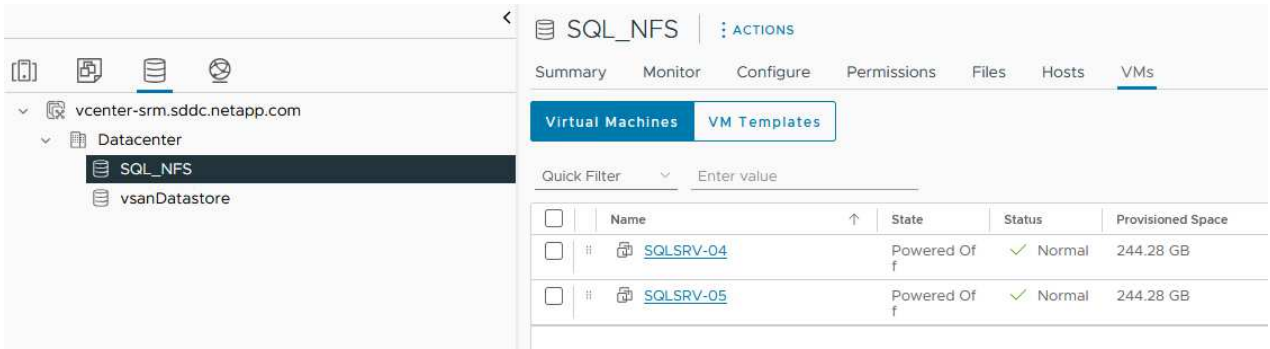 SQL_NFS
ACTIONS
Summary Monitor Configure Permissions Files Hosts VMs
vcenter-srm.sddc.netapp.com
Datacenter
SQL_NFS
vsanDatastore
Virtual Machines VM Templates
Quick Filter Enter value
Name State Status Provisioned Space
SQLSRV-04 Powered Of
f Normal 244.28 GB
SQLSRV-05 Powered Of
f Normal 244.28 GB